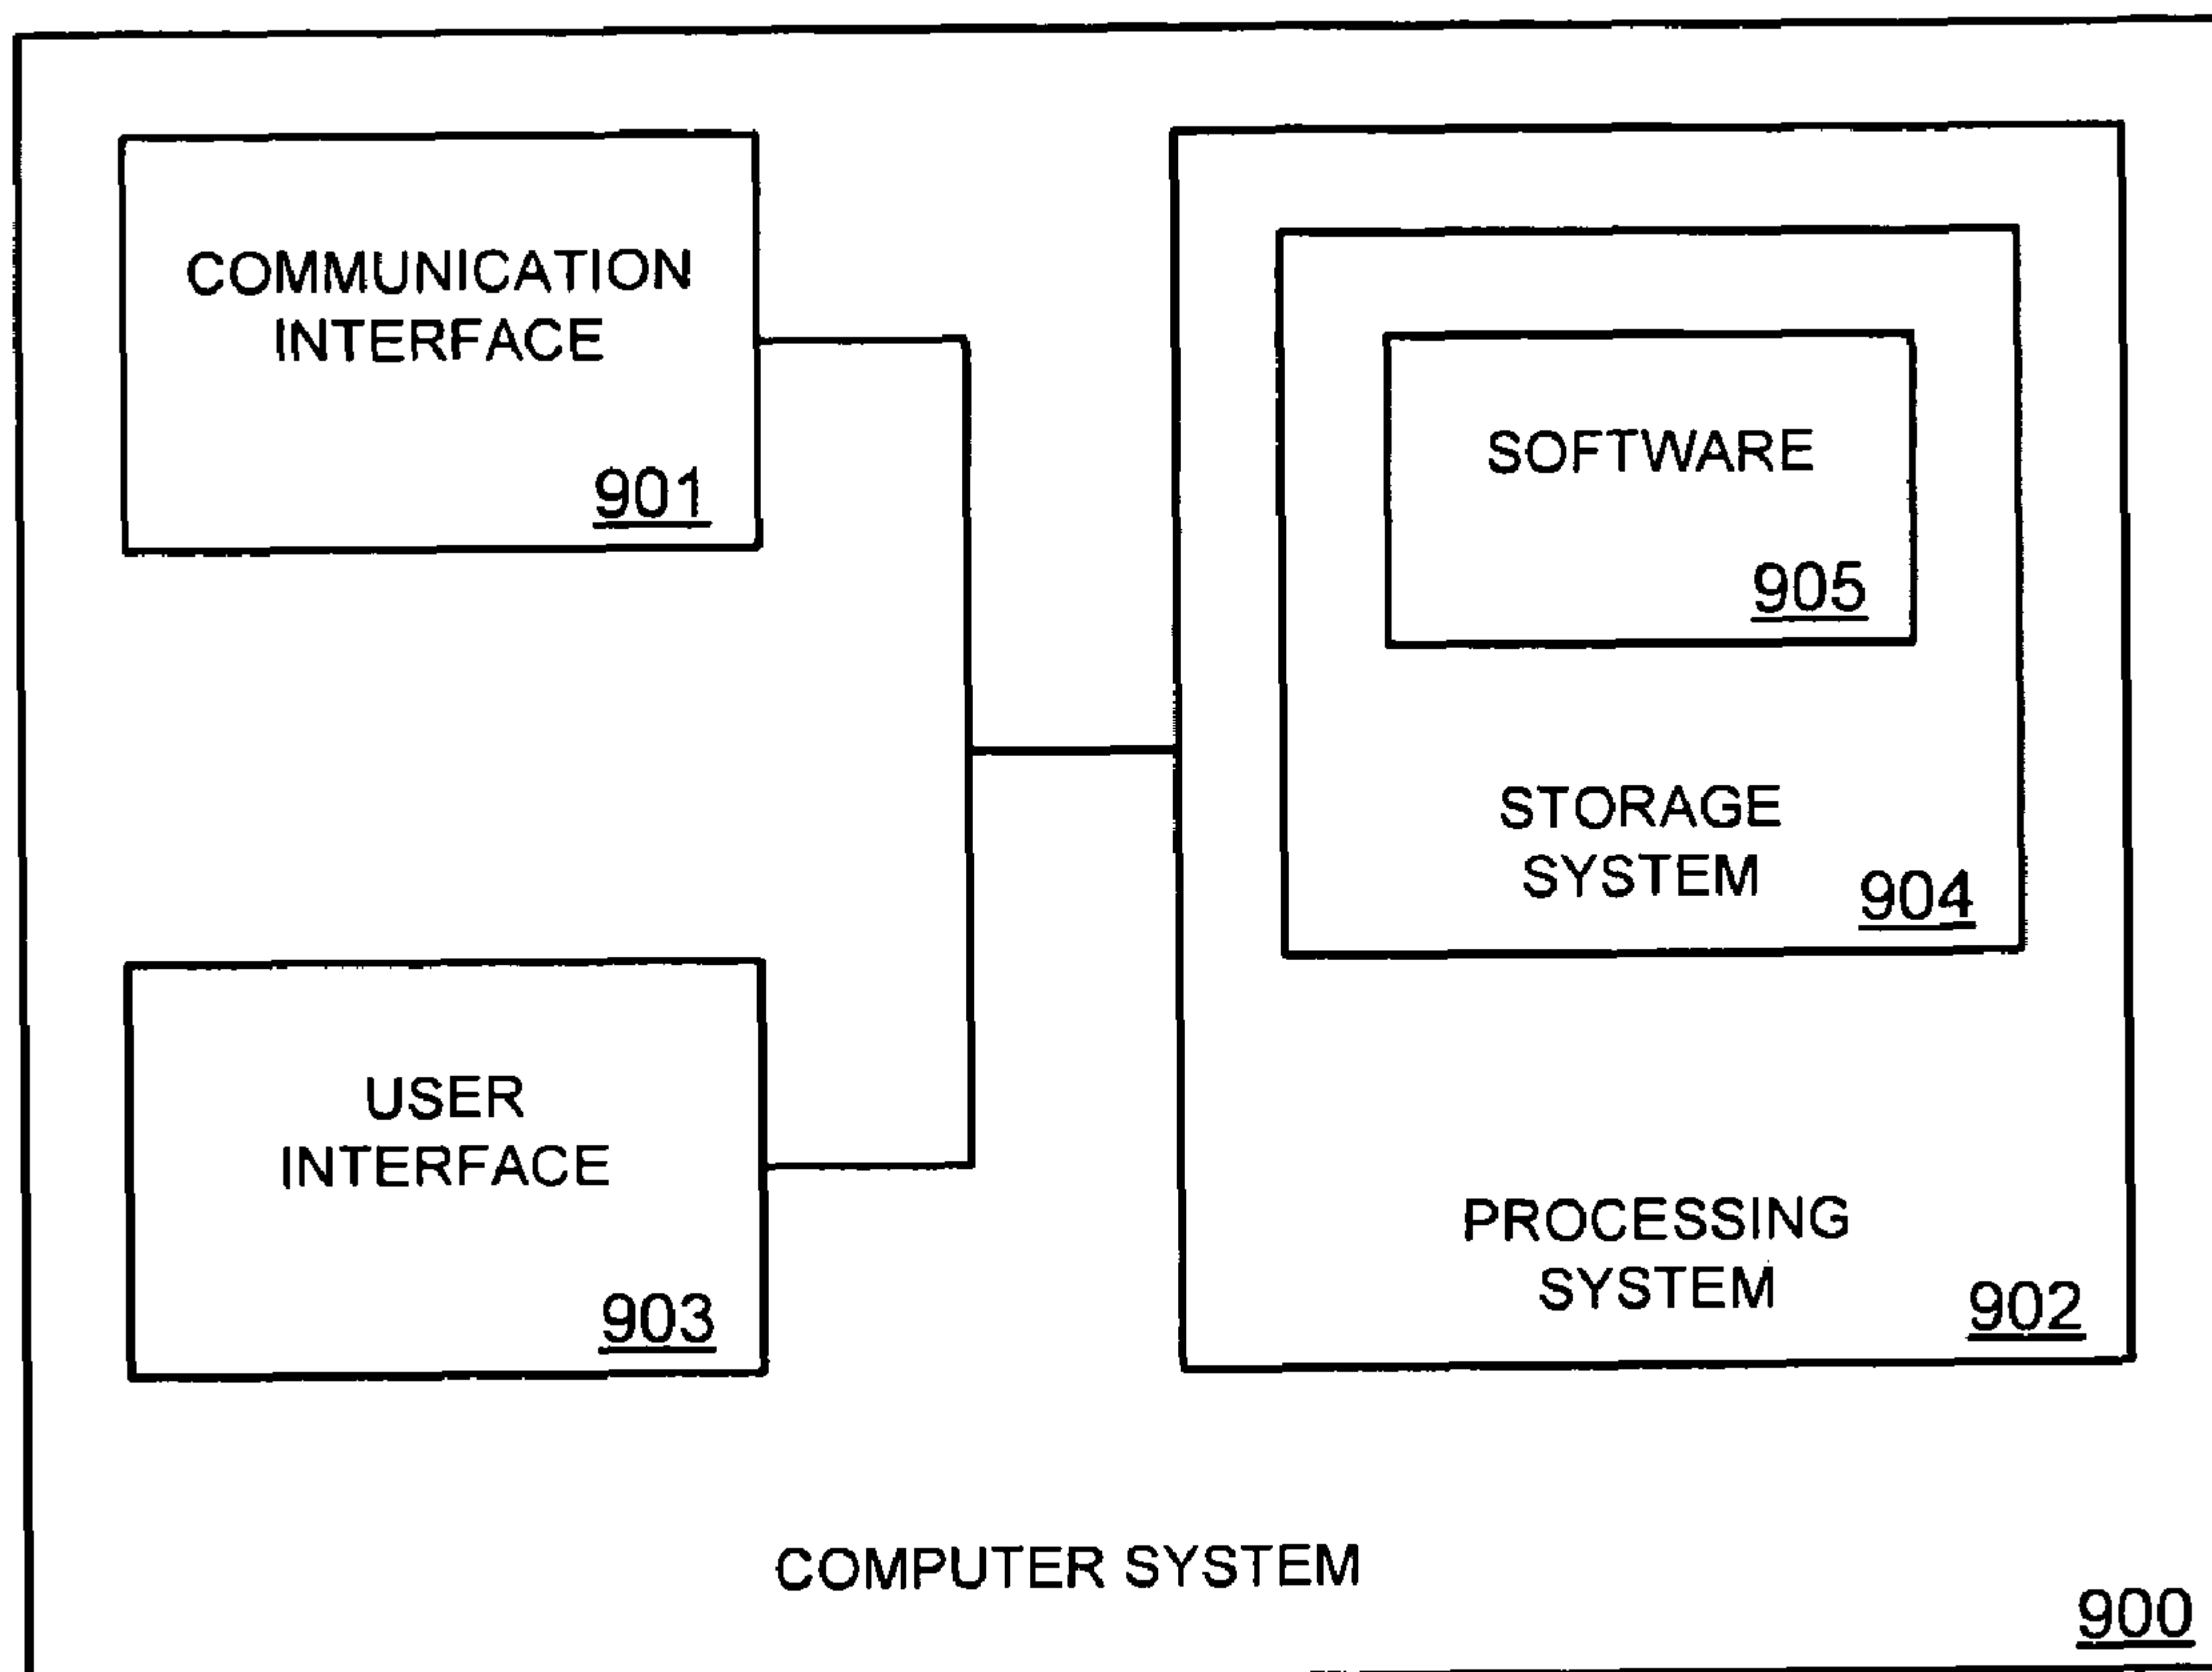 COMMUNICATION
INTERFACE
901
SOFTWARE
905
STORAGE
SYSTEM
904
USER
INTERFACE
903
PROCESSING
SYSTEM
902
COMPUTER SYSTEM
900